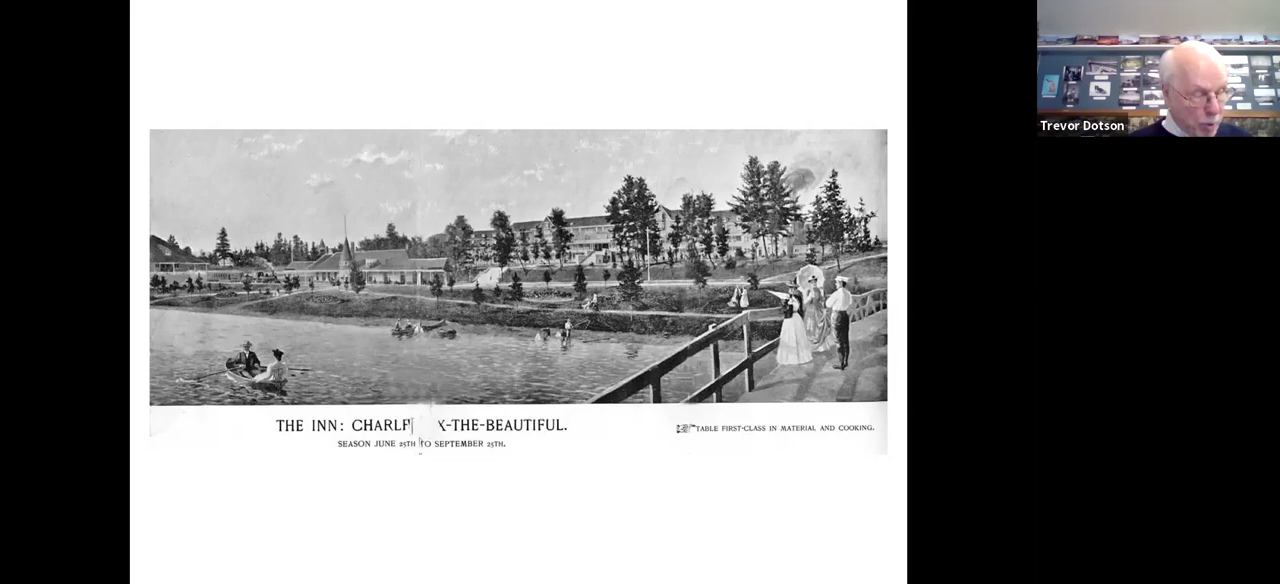 THE INN: CHARLE X-THE-BEAUTIFUL.
SEASON JUNE 25TH TO SEPTEMBER 25TH.
TABLE FIRST-CLASS IN MATERIAL AND COOKING.
Trevor Dotson